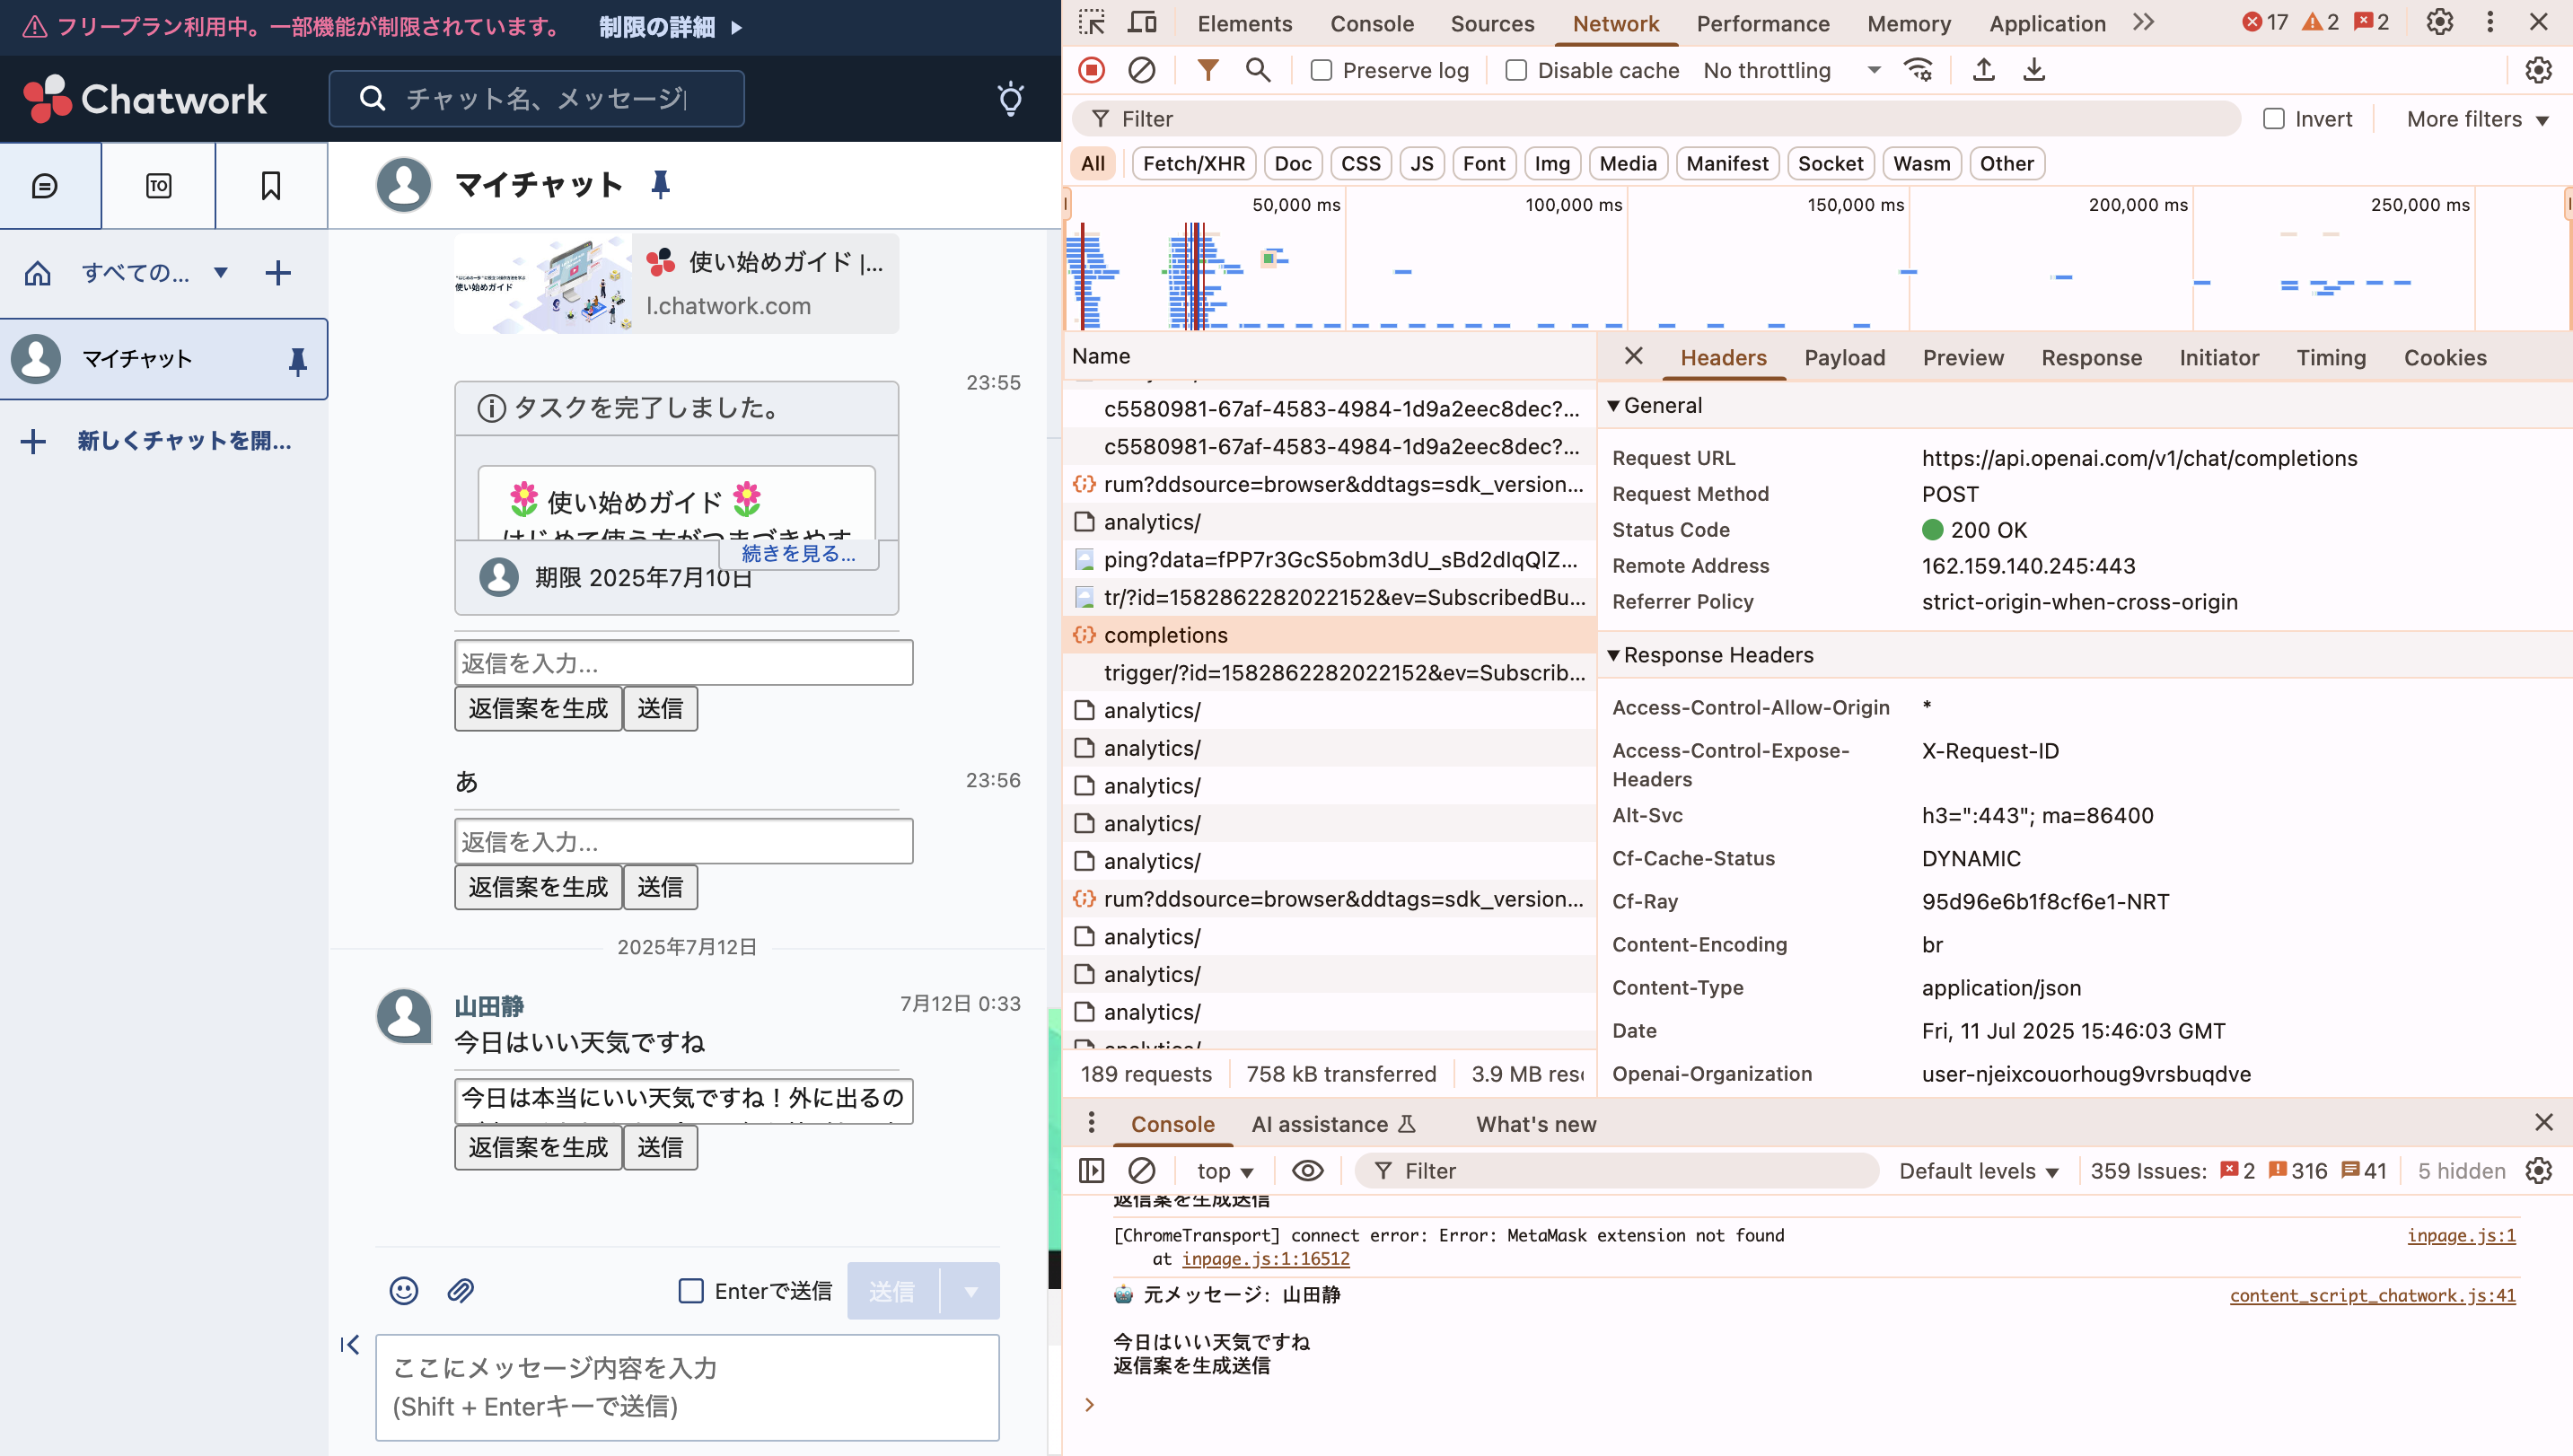 フリープラン利用中。一部機能が制限されています。 制限の詳細
Chatwork
チャット名、メッセージ
TO
すべての...
マイチャット
新しくチャットを開...
マイチャット
使い始めガイド
使い始めガイド |...
l.chatwork.com
23:55
タスクを完了しました。
使い始めガイド
はじめて使う方がつまづきやす
続きを見る...
期限 2025年7月10日
返信を入力...
返信案を生成 送信
あ
23:56
返信を入力...
返信案を生成 送信
2025年7月12日
山田静
7月12日 0:33
今日はいい天気ですね
今日は本当にいい天気ですね！外に出るの
返信案を生成 送信
Enterで送信
送信
ここにメッセージ内容を入力
(Shift + Enterキーで送信)
Elements Console Sources Network Performance Memory Application 17 2 2
Preserve log Disable cache No throttling
Filter Invert More filters
All Fetch/XHR Doc CSS JS Font Img Media Manifest Socket Wasm Other
50,000 ms 100,000 ms 150,000 ms 200,000 ms 250,000 ms
Name
c5580981-67af-4583-4984-1d9a2eec8dec?...
c5580981-67af-4583-4984-1d9a2eec8dec?...
rum?ddsource=browser&ddtags=sdk_version...
analytics/
ping?data=fPP7r3GcS5obm3dU_sBd2dIqQlZ...
tr/?id=1582862282022152&ev=SubscribedBu...
completions
trigger/?id=1582862282022152&ev=Subscrib...
analytics/
analytics/
analytics/
analytics/
analytics/
rum?ddsource=browser&ddtags=sdk_version...
analytics/
analytics/
analytics/
analytics/
189 requests 758 kB transferred 3.9 MB res
Headers Payload Preview Response Initiator Timing Cookies
General
Request URL https://api.openai.com/v1/chat/completions
Request Method POST
Status Code 200 OK
Remote Address 162.159.140.245:443
Referrer Policy strict-origin-when-cross-origin
Response Headers
Access-Control-Allow-Origin *
Access-Control-Expose-Headers X-Request-ID
Alt-Svc h3=":443"; ma=86400
Cf-Cache-Status DYNAMIC
Cf-Ray 95d96e6b1f8cf6e1-NRT
Content-Encoding br
Content-Type application/json
Date Fri, 11 Jul 2025 15:46:03 GMT
Openai-Organization user-njeixcouorhoug9vrsbuqdve
Console AI assistance What's new
top Filter Default levels 359 Issues: 2 316 41 5 hidden
返信案を生成送信
[ChromeTransport] connect error: Error: MetaMask extension not found inpage.js:1
at inpage.js:1:16512
元メッセージ: 山田静 content_script_chatwork.js:41
今日はいい天気ですね
返信案を生成送信